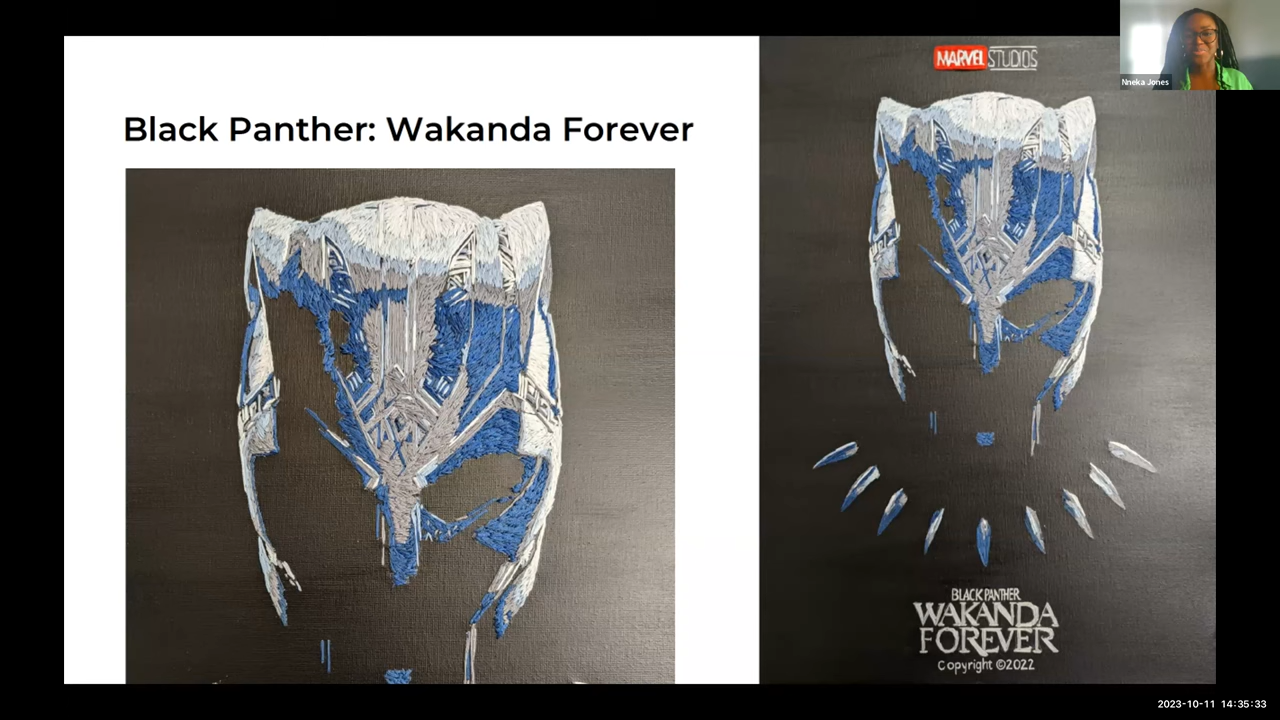 MARVEL STUDIOS
Nneka Jones
Black Panther: Wakanda Forever
BLACK PANTHER
WAKANDA
FOREVER
Copyright ©2022
2023-10-11 14:35:33